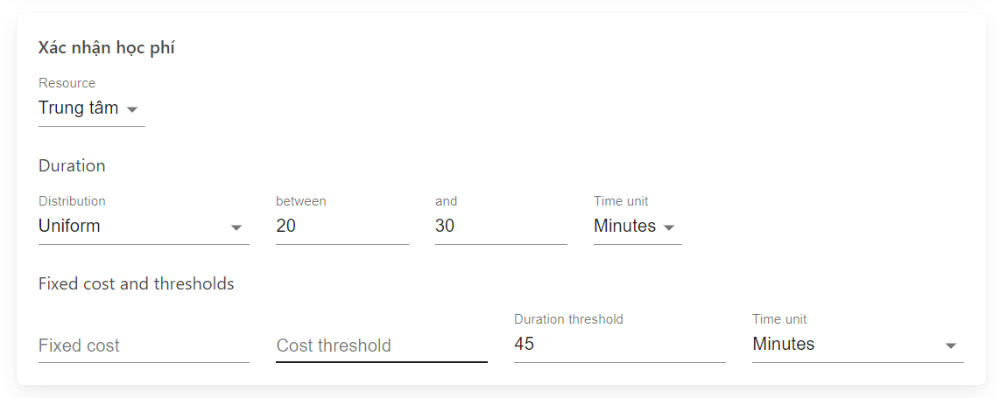 Xác nhận học phí
Resource
Trung tâm
Duration
Distribution between and Time unit
Uniform 20 30 Minutes
Fixed cost and thresholds
Duration threshold Time unit
Fixed cost Cost threshold 45 Minutes